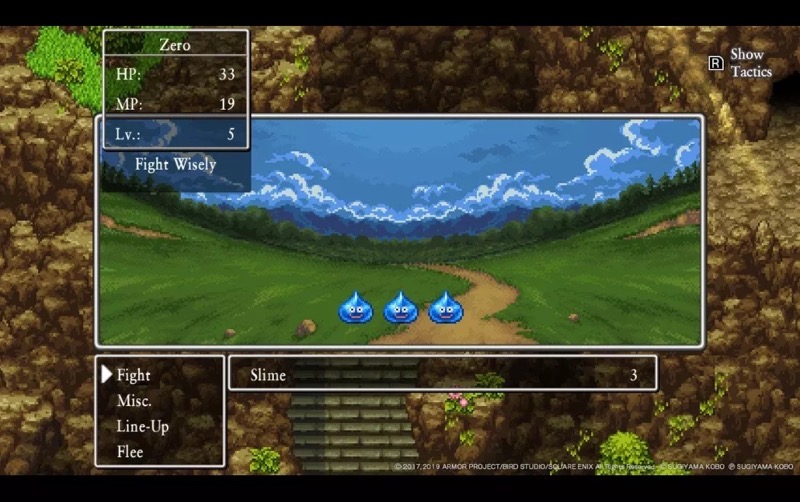 Zero
HP: 33
MP: 19
Lv.: 5
Fight Wisely
R Show
Tactics
Fight
Misc.
Line-Up
Flee
Slime 3
© 2017, 2019 ARMOR PROJECT/BIRD STUDIO/SQUARE ENIX All Rights Reserved. © SUGIYAMA KOBO ℗ SUGIYAMA KOBO